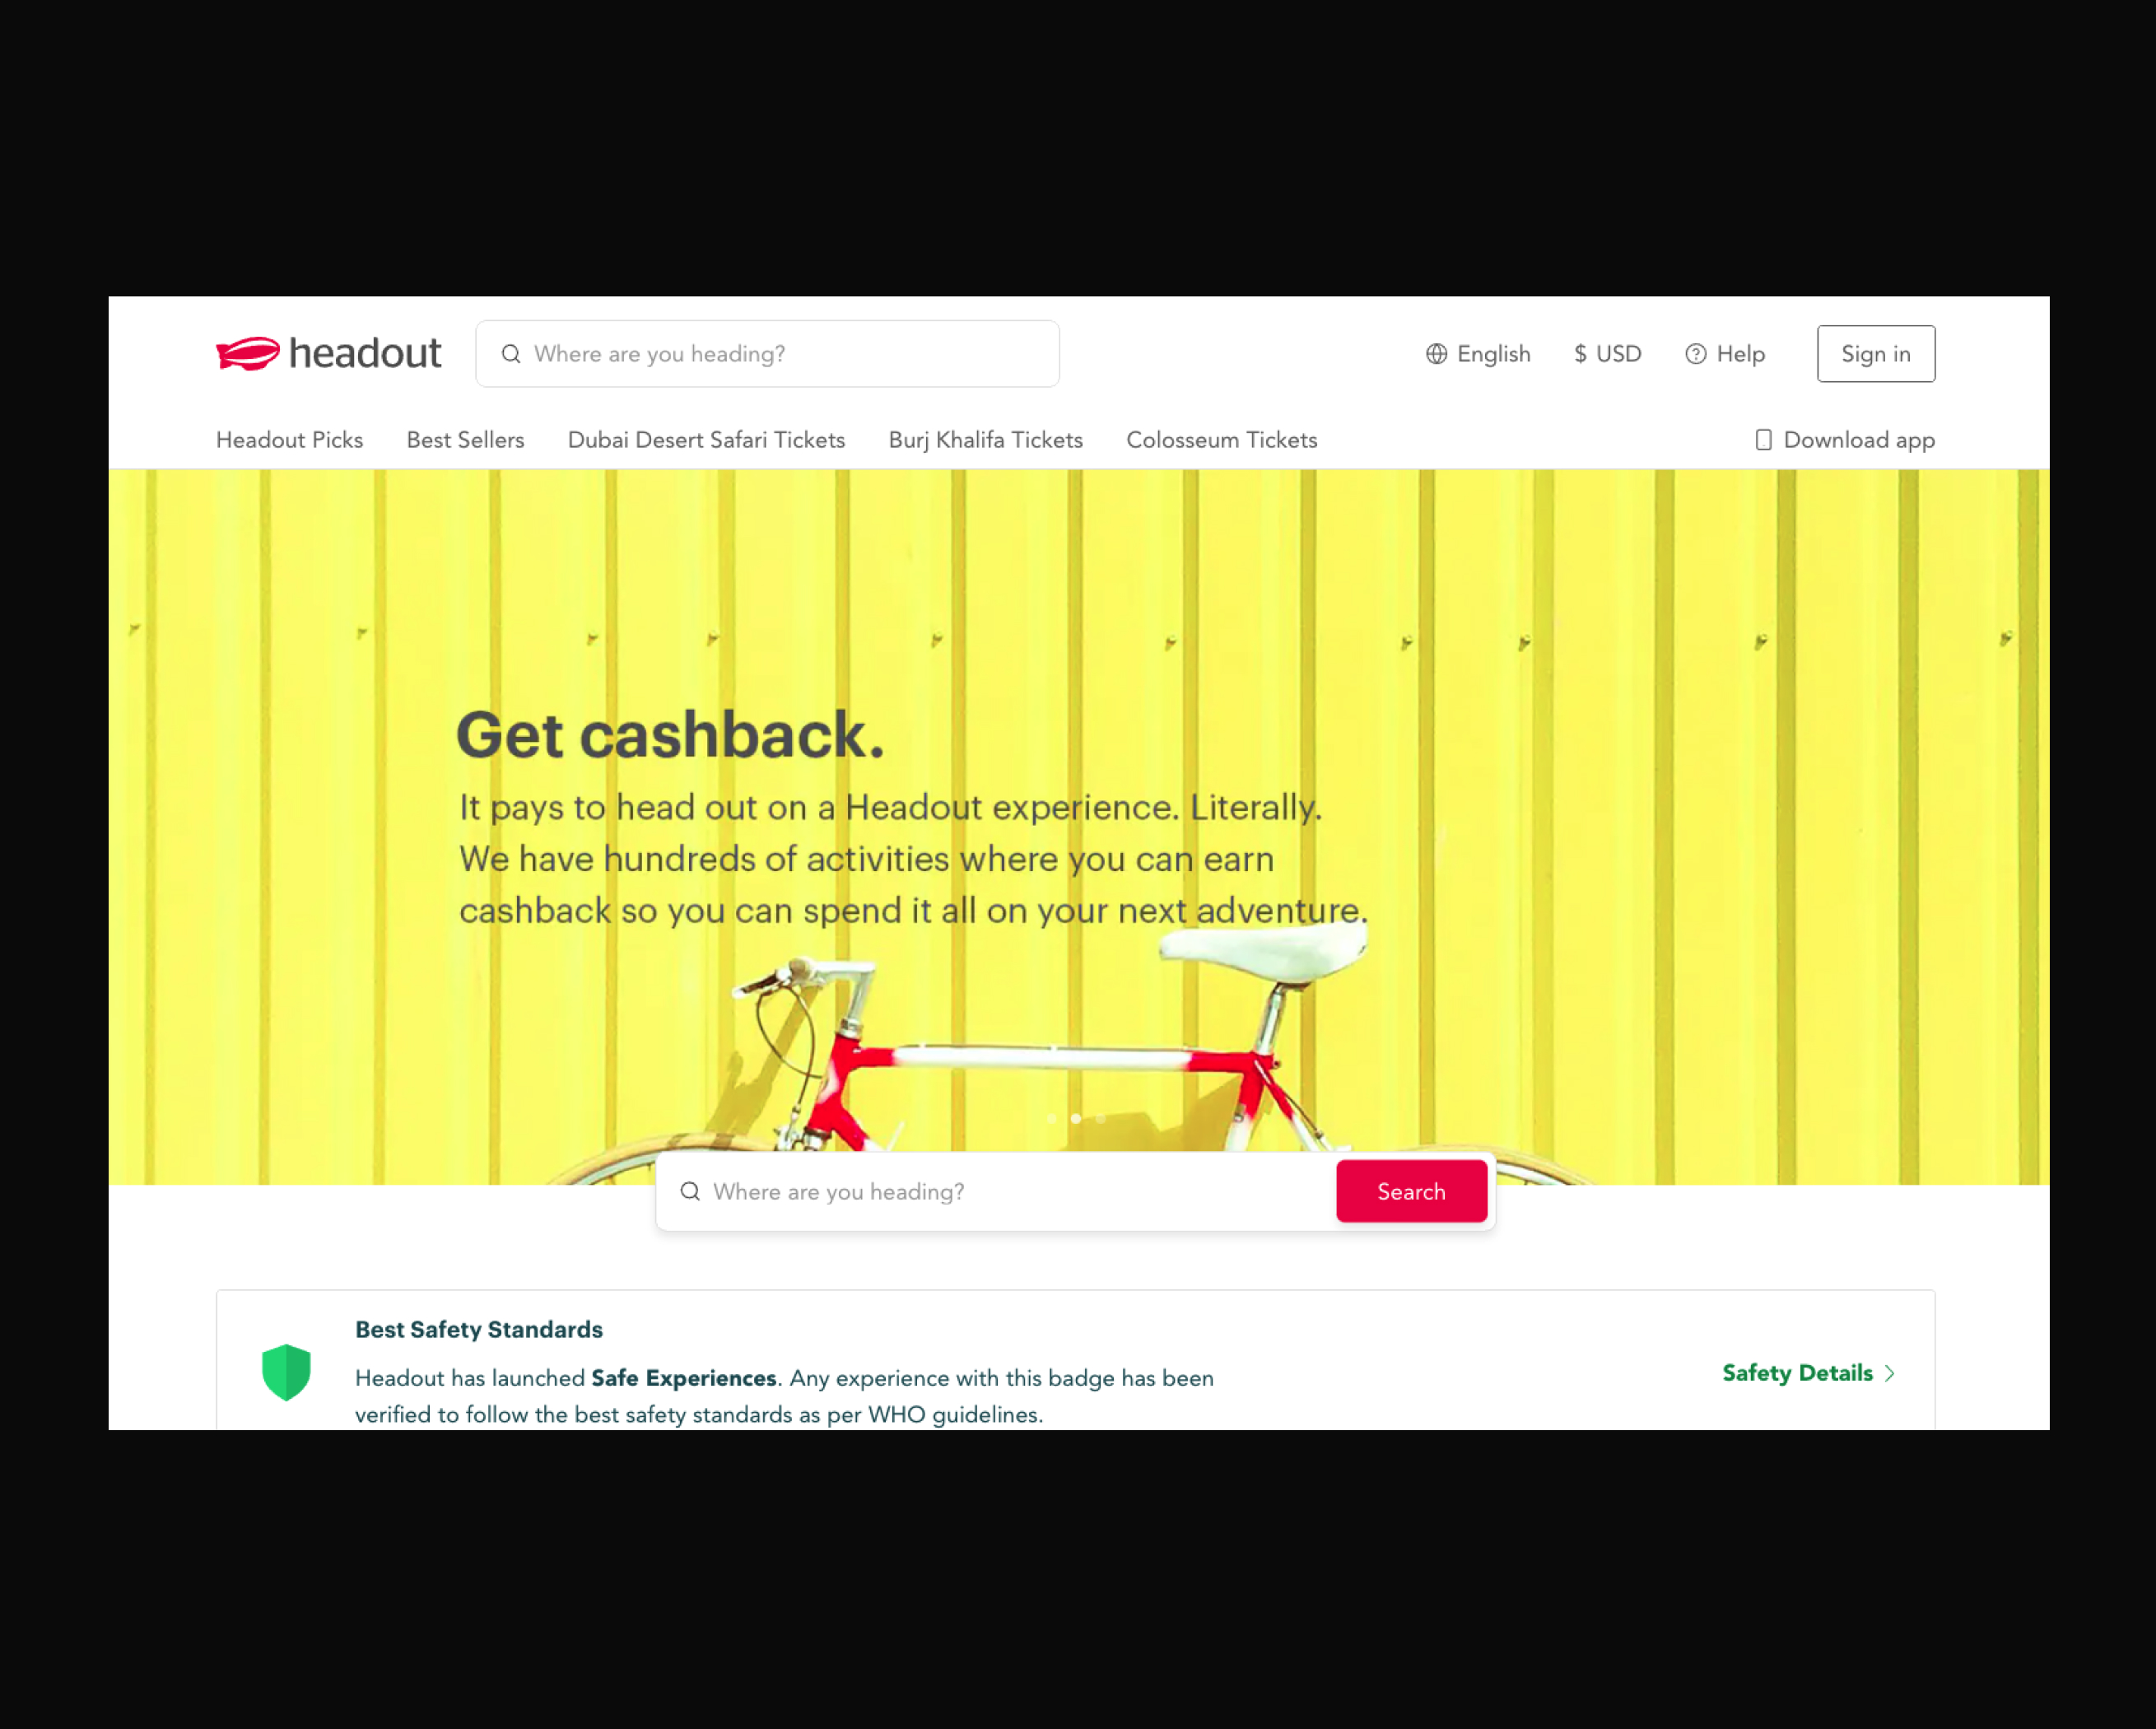 headout
Where are you heading?
English
$ USD
Help
Sign in
Headout Picks
Best Sellers
Dubai Desert Safari Tickets
Burj Khalifa Tickets
Colosseum Tickets
Download app
Get cashback.
It pays to head out on a Headout experience. Literally.
We have hundreds of activities where you can earn
cashback so you can spend it all on your next adventure.
Where are you heading?
Search
Best Safety Standards
Headout has launched Safe Experiences. Any experience with this badge has been
verified to follow the best safety standards as per WHO guidelines.
Safety Details